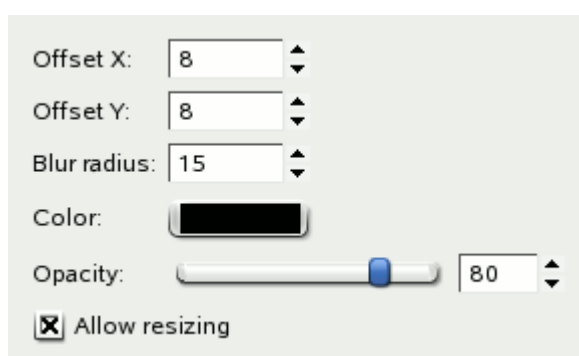 Offset X: 8
Offset Y: 8
Blur radius: 15
Color:
Opacity: 80
Allow resizing